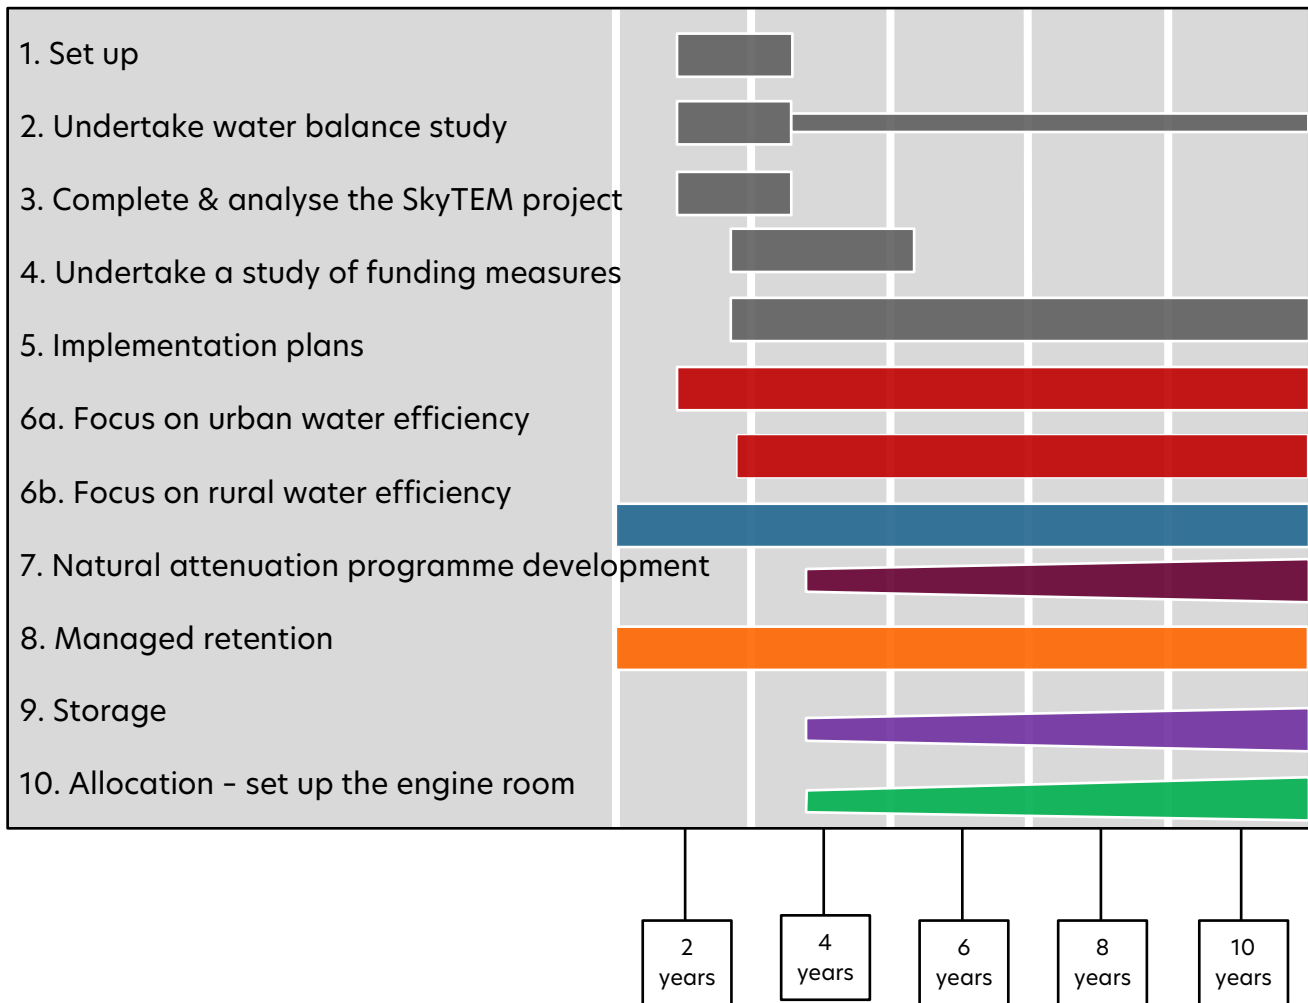 1. Set up
2. Undertake water balance study
3. Complete & analyse the SkyTEM project
4. Undertake a study of funding measures
5. Implementation plans
6a. Focus on urban water efficiency
6b. Focus on rural water efficiency
7. Natural attenuation programme development
8. Managed retention
9. Storage
10. Allocation – set up the engine room
2
years
4
years
6
years
8
years
10
years